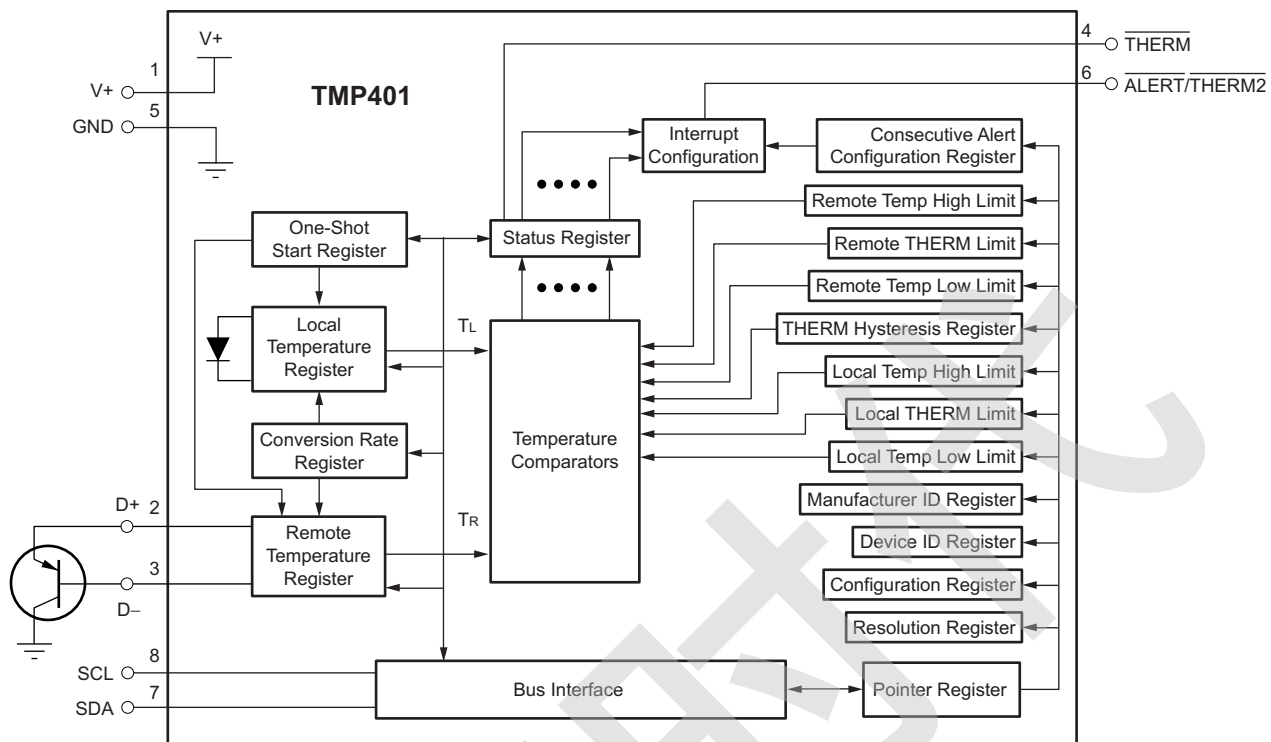 V+
1
V+
5
GND
TMP401
4
THERM
6
ALERT/THERM2
Interrupt
Configuration
Consecutive Alert
Configuration Register
Remote Temp High Limit
One-Shot
Start Register
Status Register
Remote THERM Limit
Remote Temp Low Limit
THERM Hysteresis Register
Local
Temperature
Register
TL
Local Temp High Limit
Local THERM Limit
Conversion Rate
Register
Temperature
Comparators
Local Temp Low Limit
Manufacturer ID Register
D+
2
Remote
Temperature
Register
TR
Device ID Register
3
D−
Configuration Register
Resolution Register
8
SCL
7
SDA
Bus Interface
Pointer Register
时代